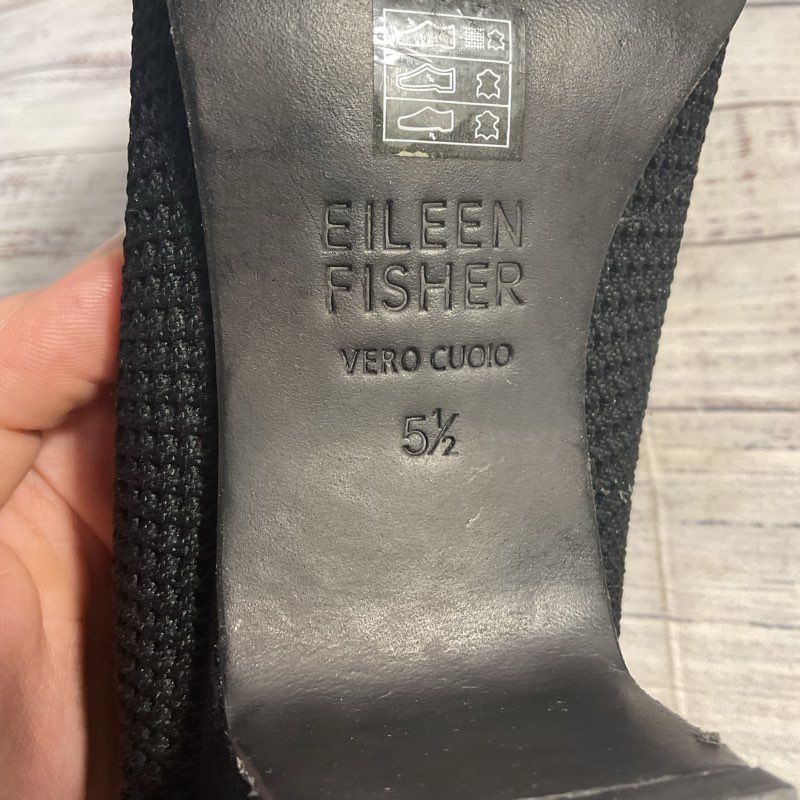 EILEEN
FISHER
VERO CUOIO
5½